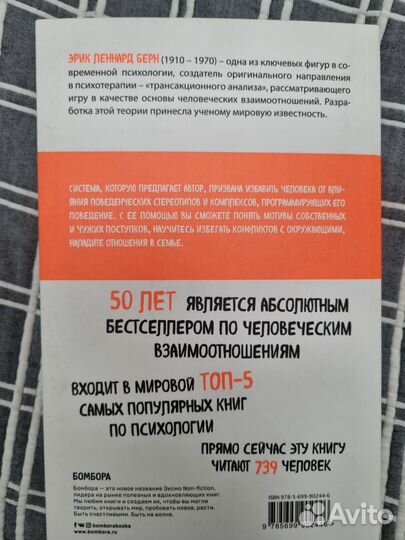 ЭРИК ЛЕННАРД БЕРН (1910 – 1970) – одна из ключевых фигур в со-
временной психологии, создатель оригинального направления
в психотерапии – «трансакционного анализа», рассматривающего
игру в качестве основы человеческих взаимоотношений. Разра-
ботка этой теории принесла ученому мировую известность.
СИСТЕМА, КОТОРУЮ ПРЕДЛАГАЕТ АВТОР, ПРИЗВАНА ИЗБАВИТЬ ЧЕЛОВЕКА ОТ ВЛИ-
ЯНИЯ ПОВЕДЕНЧЕСКИХ СТЕРЕОТИПОВ И КОМПЛЕКСОВ, ПРОГРАММИРУЮЩИХ ЕГО
ПОВЕДЕНИЕ. С ЕЕ ПОМОЩЬЮ ВЫ СМОЖЕТЕ ПОНЯТЬ МОТИВЫ СОБСТВЕННЫХ
И ЧУЖИХ ПОСТУПКОВ, НАУЧИТЕСЬ ИЗБЕГАТЬ КОНФЛИКТОВ С ОКРУЖАЮЩИМИ,
НАЛАДИТЕ ОТНОШЕНИЯ В СЕМЬЕ.
50 ЛЕТ ЯВЛЯЕТСЯ АБСОЛЮТНЫМ
БЕСТСЕЛЛЕРОМ ПО ЧЕЛОВЕЧЕСКИМ
ВЗАИМООТНОШЕНИЯМ
ВХОДИТ В МИРОВОЙ ТОП-5
САМЫХ ПОПУЛЯРНЫХ КНИГ
ПО ПСИХОЛОГИИ
ПРЯМО СЕЙЧАС ЭТУ КНИГУ
ЧИТАЮТ 739 ЧЕЛОВЕК
БОМБОРА
Бомбора – это новое название Эксмо Non-fiction,
лидера на рынке полезных и вдохновляющих книг.
Мы любим книги и создаем их, чтобы вы могли
творить, открывать мир, пробовать новое, расти.
Быть счастливыми. Быть на волне.
bomborabooks
www.bombora.ru
ISBN 978-5-699-90244-6
9 785699 902446
Avito